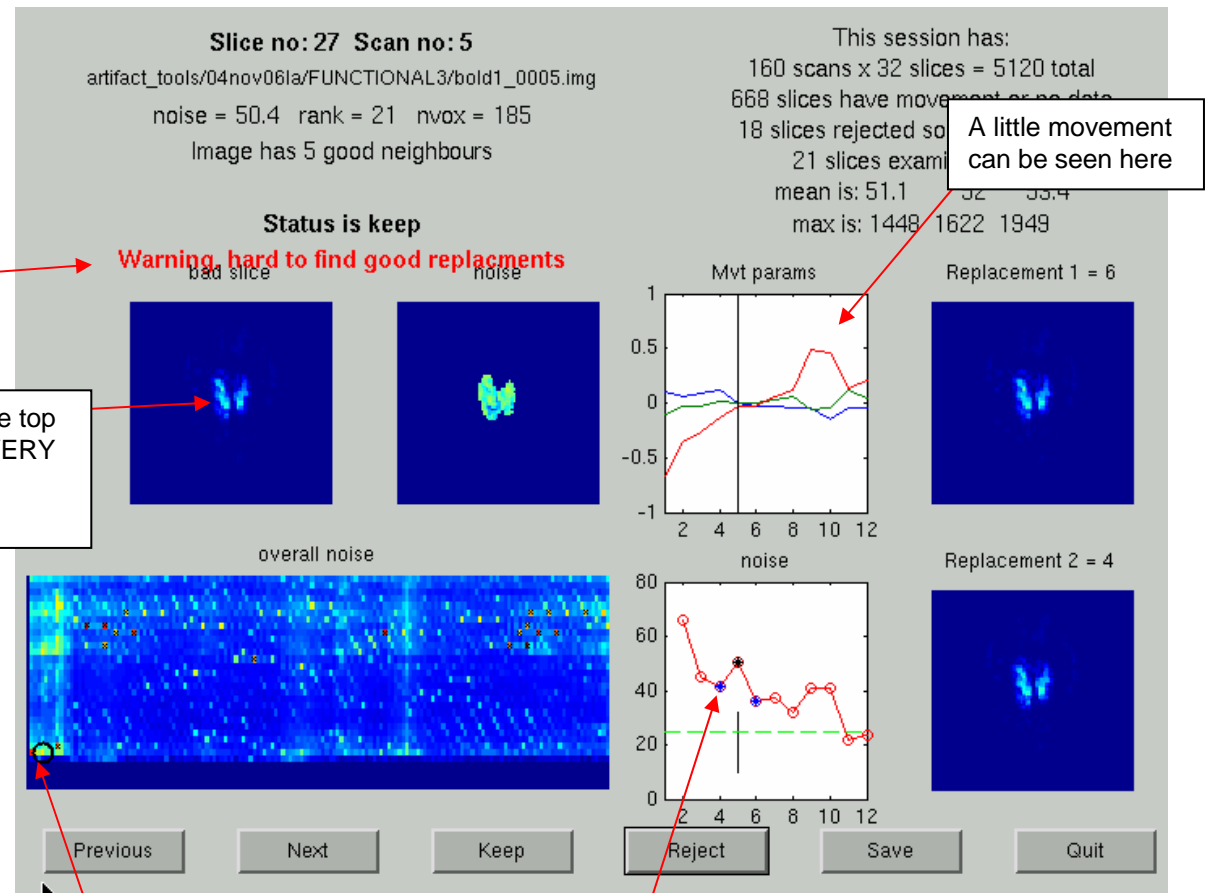 Slice no: 27 Scan no: 5
artifact_tools/04nov06la/FUNCTIONAL3/bold1_0005.img
noise = 50.4 rank = 21 nvox = 185
Image has 5 good neighbours
This session has:
160 scans x 32 slices = 5120 total
668 slices have movement or no data
18 slices rejected so
21 slices exami
mean is: 51.1 52 53.4
max is: 1448 1622 1949
A little movement
can be seen here
Status is keep
Warning, hard to find good replacments
bad slice
noise
Mvt params
Replacement 1 = 6
1
0.5
0
-0.5
-1
2 4 6 8 10 12
e top
ERY
overall noise
noise
Replacement 2 = 4
80
60
40
20
0
2 4 6 8 10 12
Previous
Next
Keep
Reject
Save
Quit